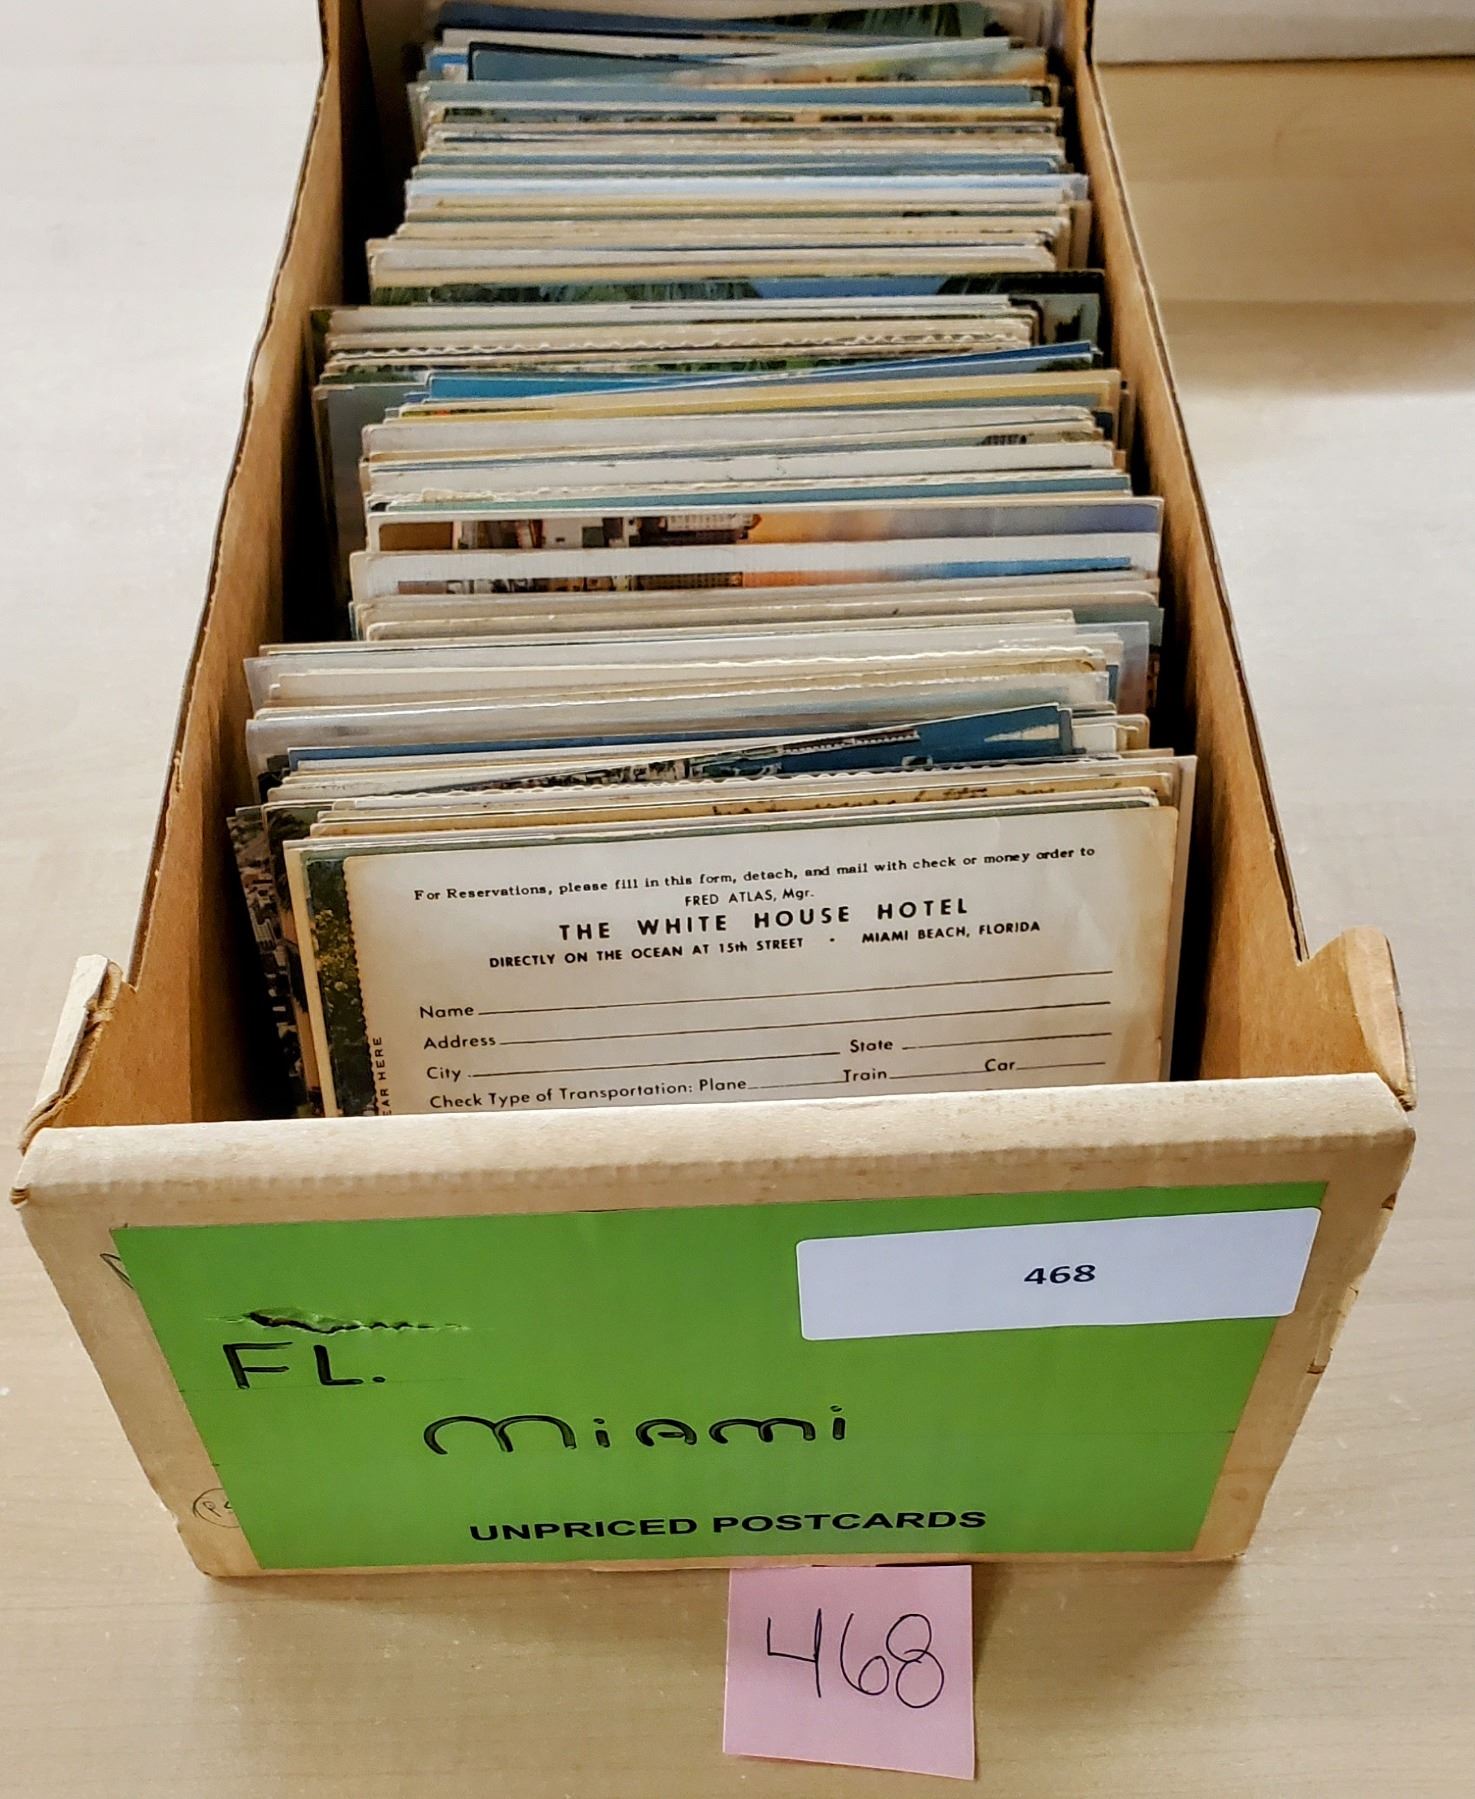 For Reservations, please fill in this form, detach, and mail with check or money order to
FRED ATLAS, Mgr.
THE WHITE HOUSE HOTEL
DIRECTLY ON THE OCEAN AT 15th STREET • MIAMI BEACH, FLORIDA
Name
Address
City State
Check Type of Transportation: Plane Train Car
EAR HERE
468
FL.
Miami
UNPRICED POSTCARDS
468